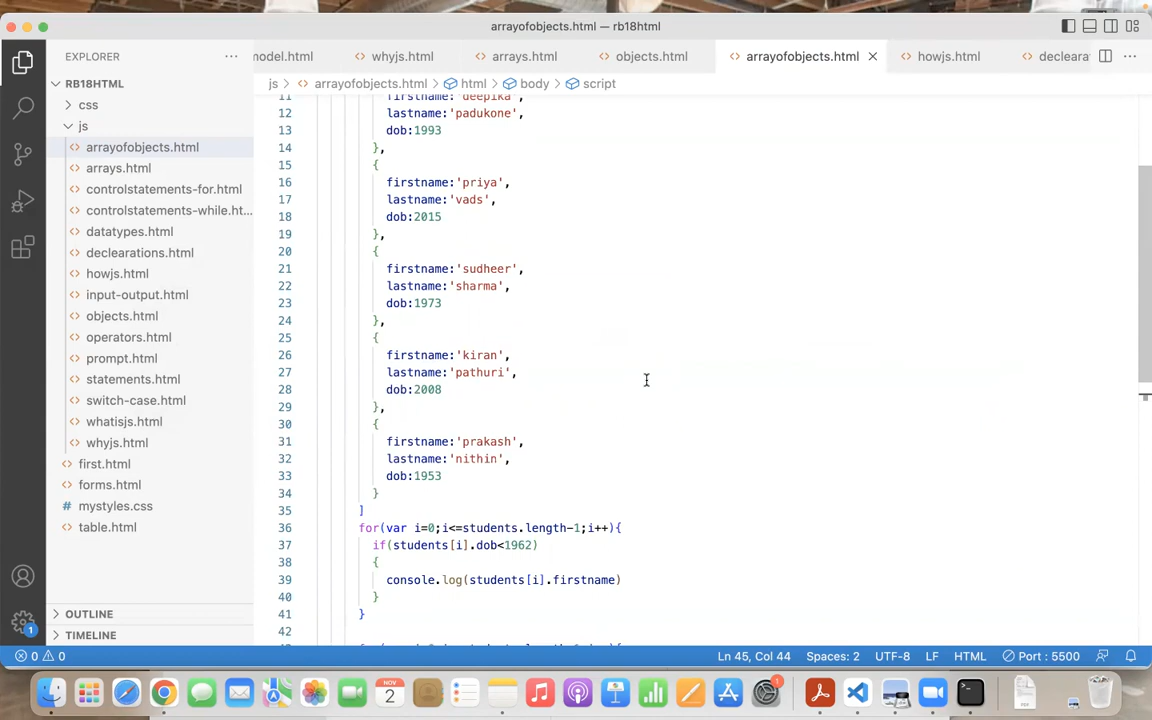 arrayofobjects.html — rb18html
EXPLORER
model.html
whyjs.html
arrays.html
objects.html
arrayofobjects.html
howjs.html
decleara
RB18HTML
js > arrayofobjects.html > html > body > script
css
js
arrayofobjects.html
arrays.html
controlstatements-for.html
controlstatements-while.ht...
datatypes.html
declearations.html
howjs.html
input-output.html
objects.html
operators.html
prompt.html
statements.html
switch-case.html
whatisjs.html
whyjs.html
first.html
forms.html
# mystyles.css
table.html
OUTLINE
TIMELINE
11 firstname:'deepika',
12 lastname:'padukone',
13 dob:1993
14 },
15 {
16 firstname:'priya',
17 lastname:'vads',
18 dob:2015
19 },
20 {
21 firstname:'sudheer',
22 lastname:'sharma',
23 dob:1973
24 },
25 {
26 firstname:'kiran',
27 lastname:'pathuri',
28 dob:2008
29 },
30 {
31 firstname:'prakash',
32 lastname:'nithin',
33 dob:1953
34 }
35 ]
36 for(var i=0;i<=students.length-1;i++){
37 if(students[i].dob<1962)
38 {
39 console.log(students[i].firstname)
40 }
41 }
42
1
0 0
Ln 45, Col 44
Spaces: 2
UTF-8
LF
HTML
Port : 5500
NOV
2
1